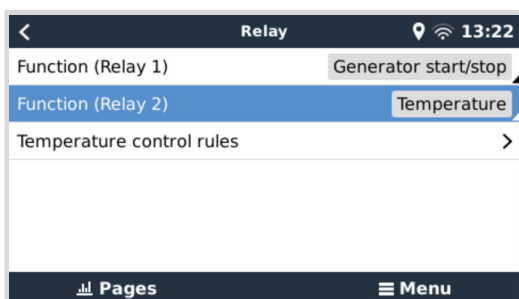 Relay 13:22
Function (Relay 1) Generator start/stop
Function (Relay 2) Temperature
Temperature control rules
Pages Menu